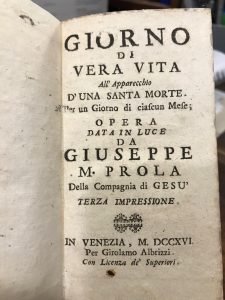 GIORNO
DI
VERA VITA
All' Apparecchio
D'UNA SANTA MORTE.
Per un Giorno di ciascun Mese;
OPERA
DATA IN LUCE
DA
GIUSEPPE
M. PROLA
Della Compagnia di GESU'
TERZA IMPRESSIONE.
IN VENEZIA, M. DCCXVI.
Per Girolamo Albrizzi.
Con Licenza de' Superiori.